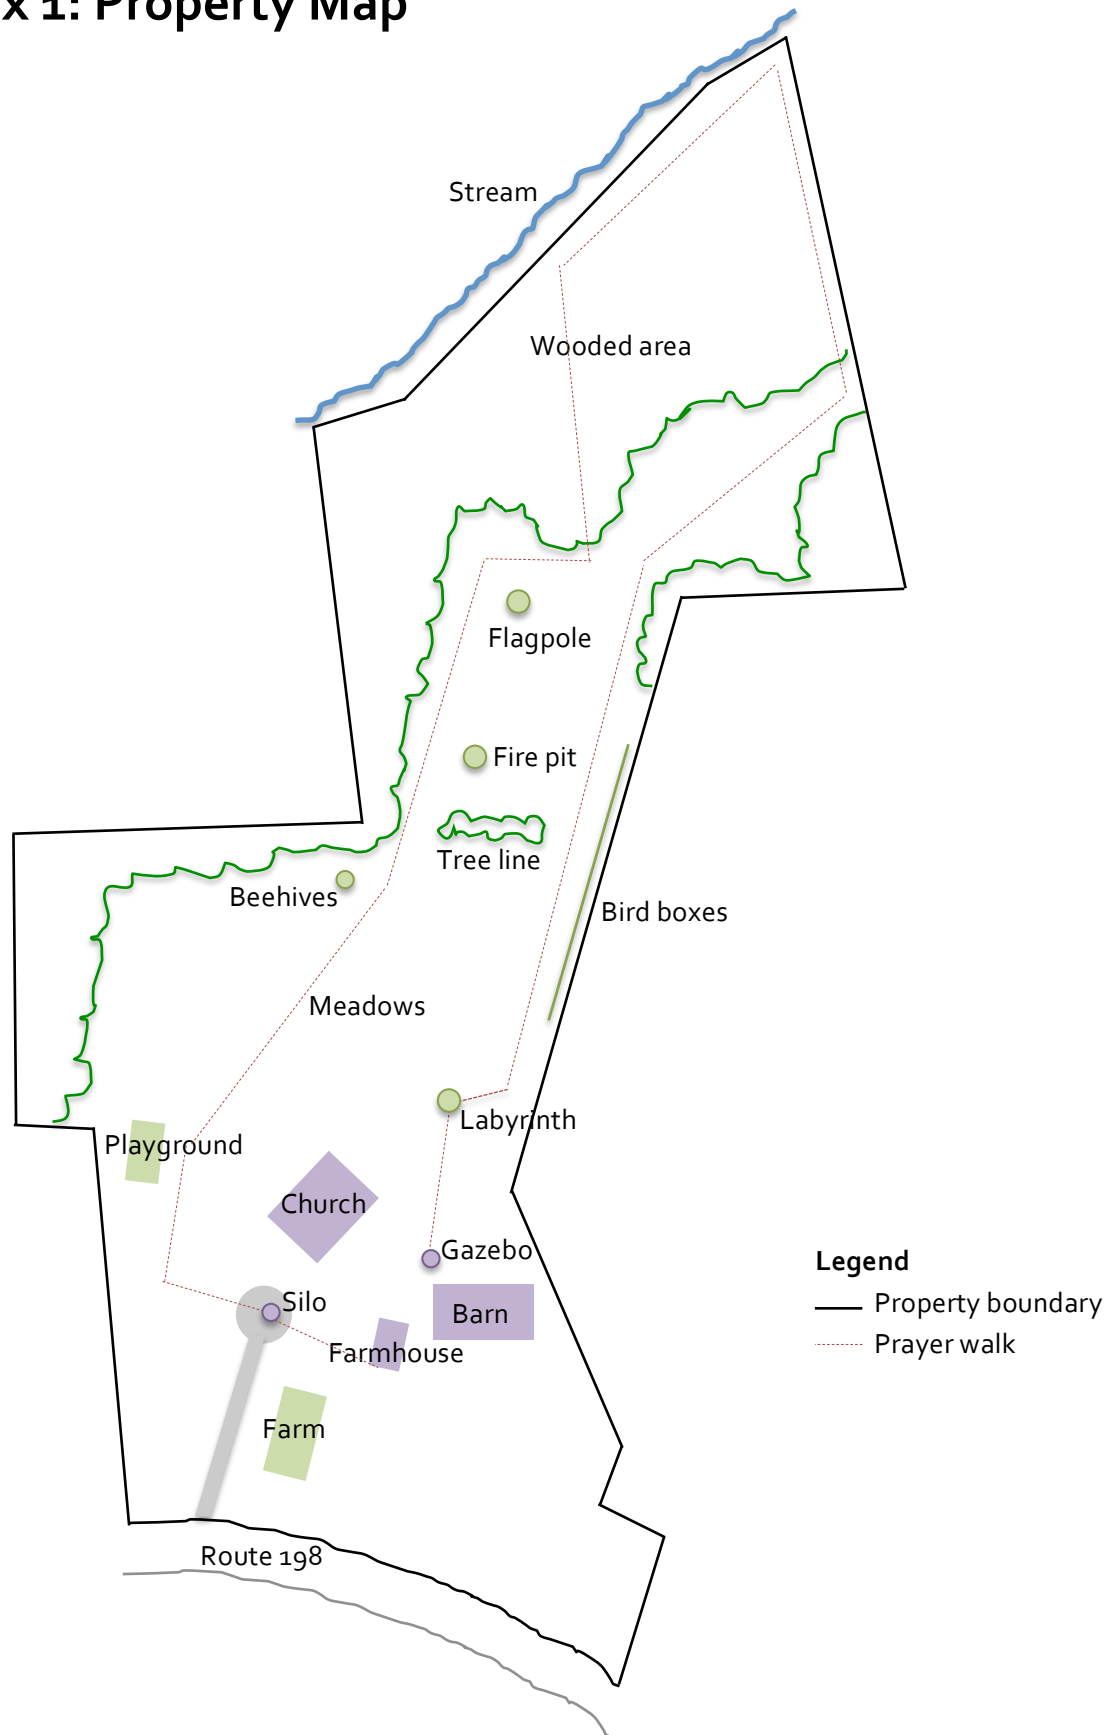 x 1: Property Map
Stream
Wooded area
Flagpole
Fire pit
Tree line
Beehives
Bird boxes
Meadows
Labyrinth
Playground
Church
Gazebo
Silo
Barn
Farmhouse
Farm
Route 198
Legend
Property boundary
Prayer walk